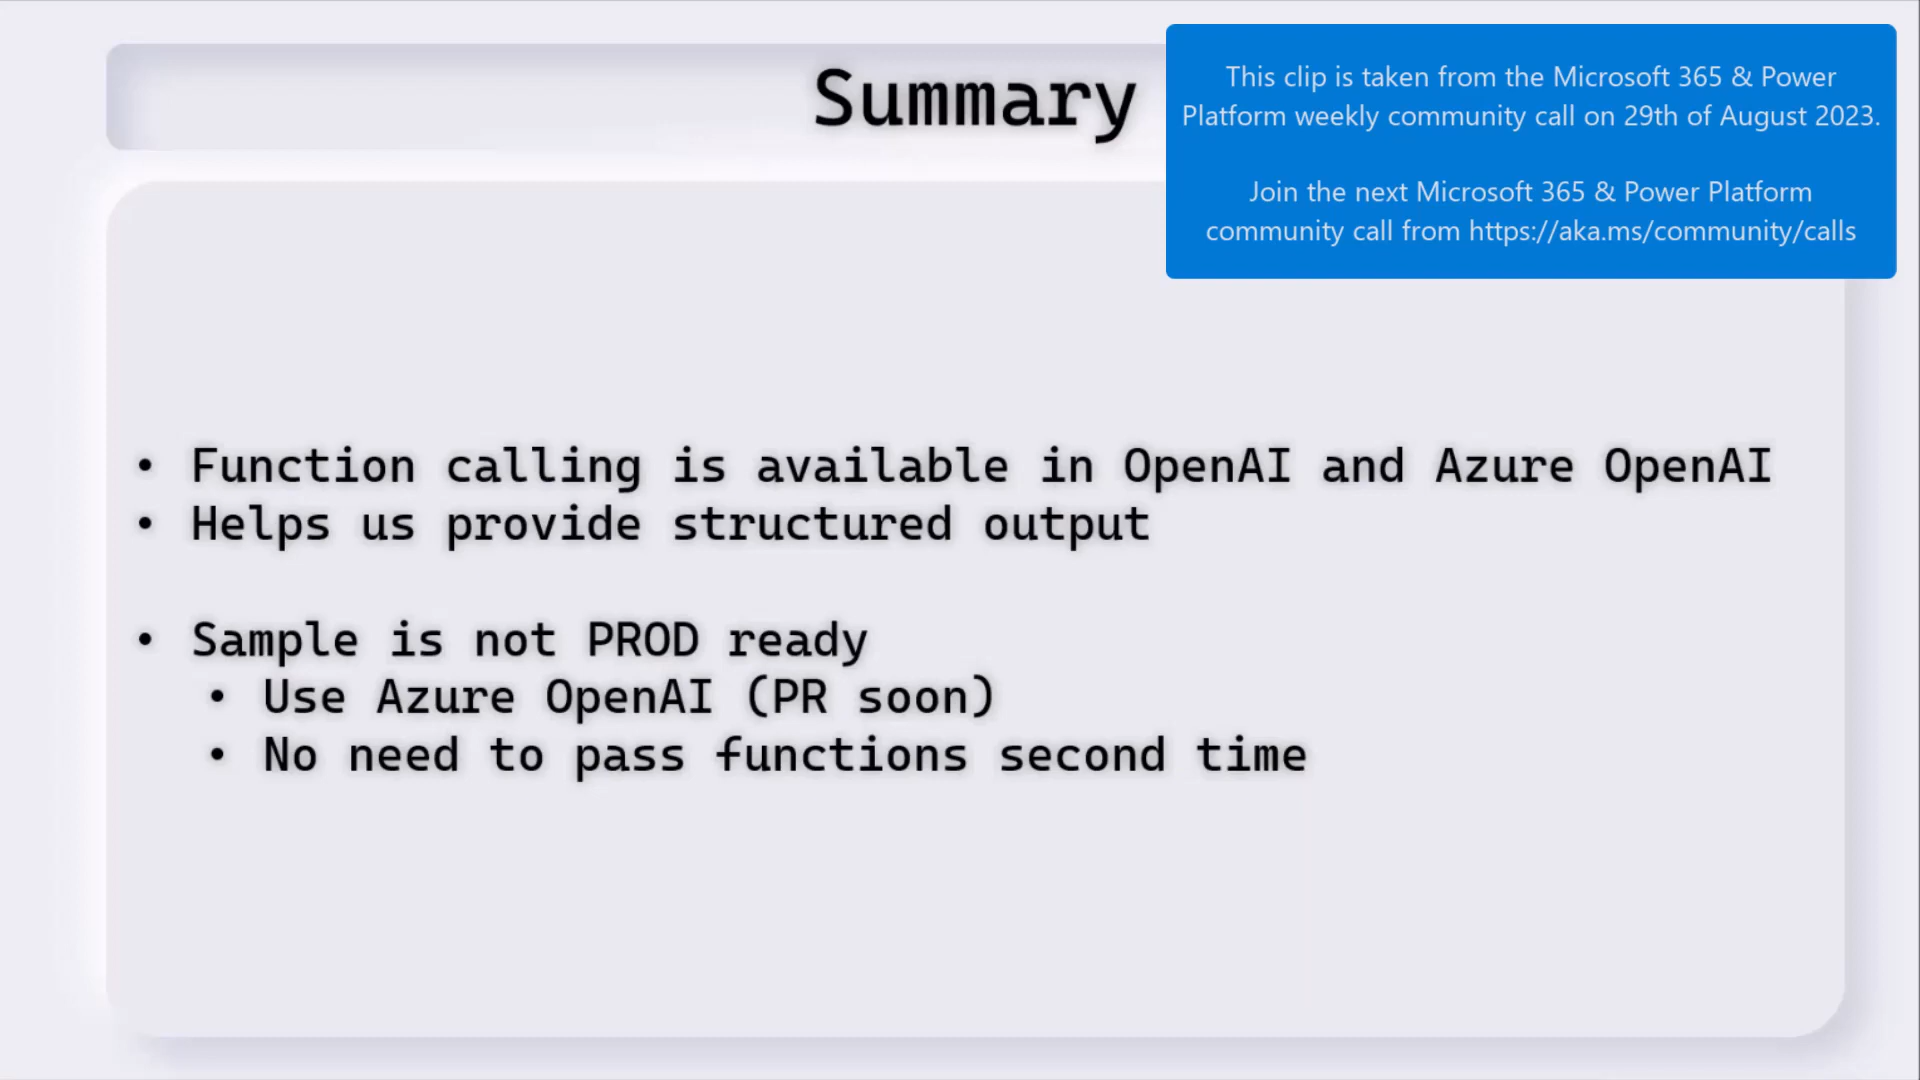 Summary
This clip is taken from the Microsoft 365 & Power
Platform weekly community call on 29th of August 2023.
Join the next Microsoft 365 & Power Platform
community call from https://aka.ms/community/calls
• Function calling is available in OpenAI and Azure OpenAI
• Helps us provide structured output
• Sample is not PROD ready
• Use Azure OpenAI (PR soon)
• No need to pass functions second time